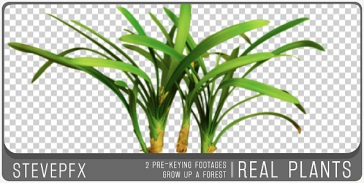 STEVEPFX
2 PRE-KEYING FOOTAGES
GROW UP A FOREST
REAL PLANTS